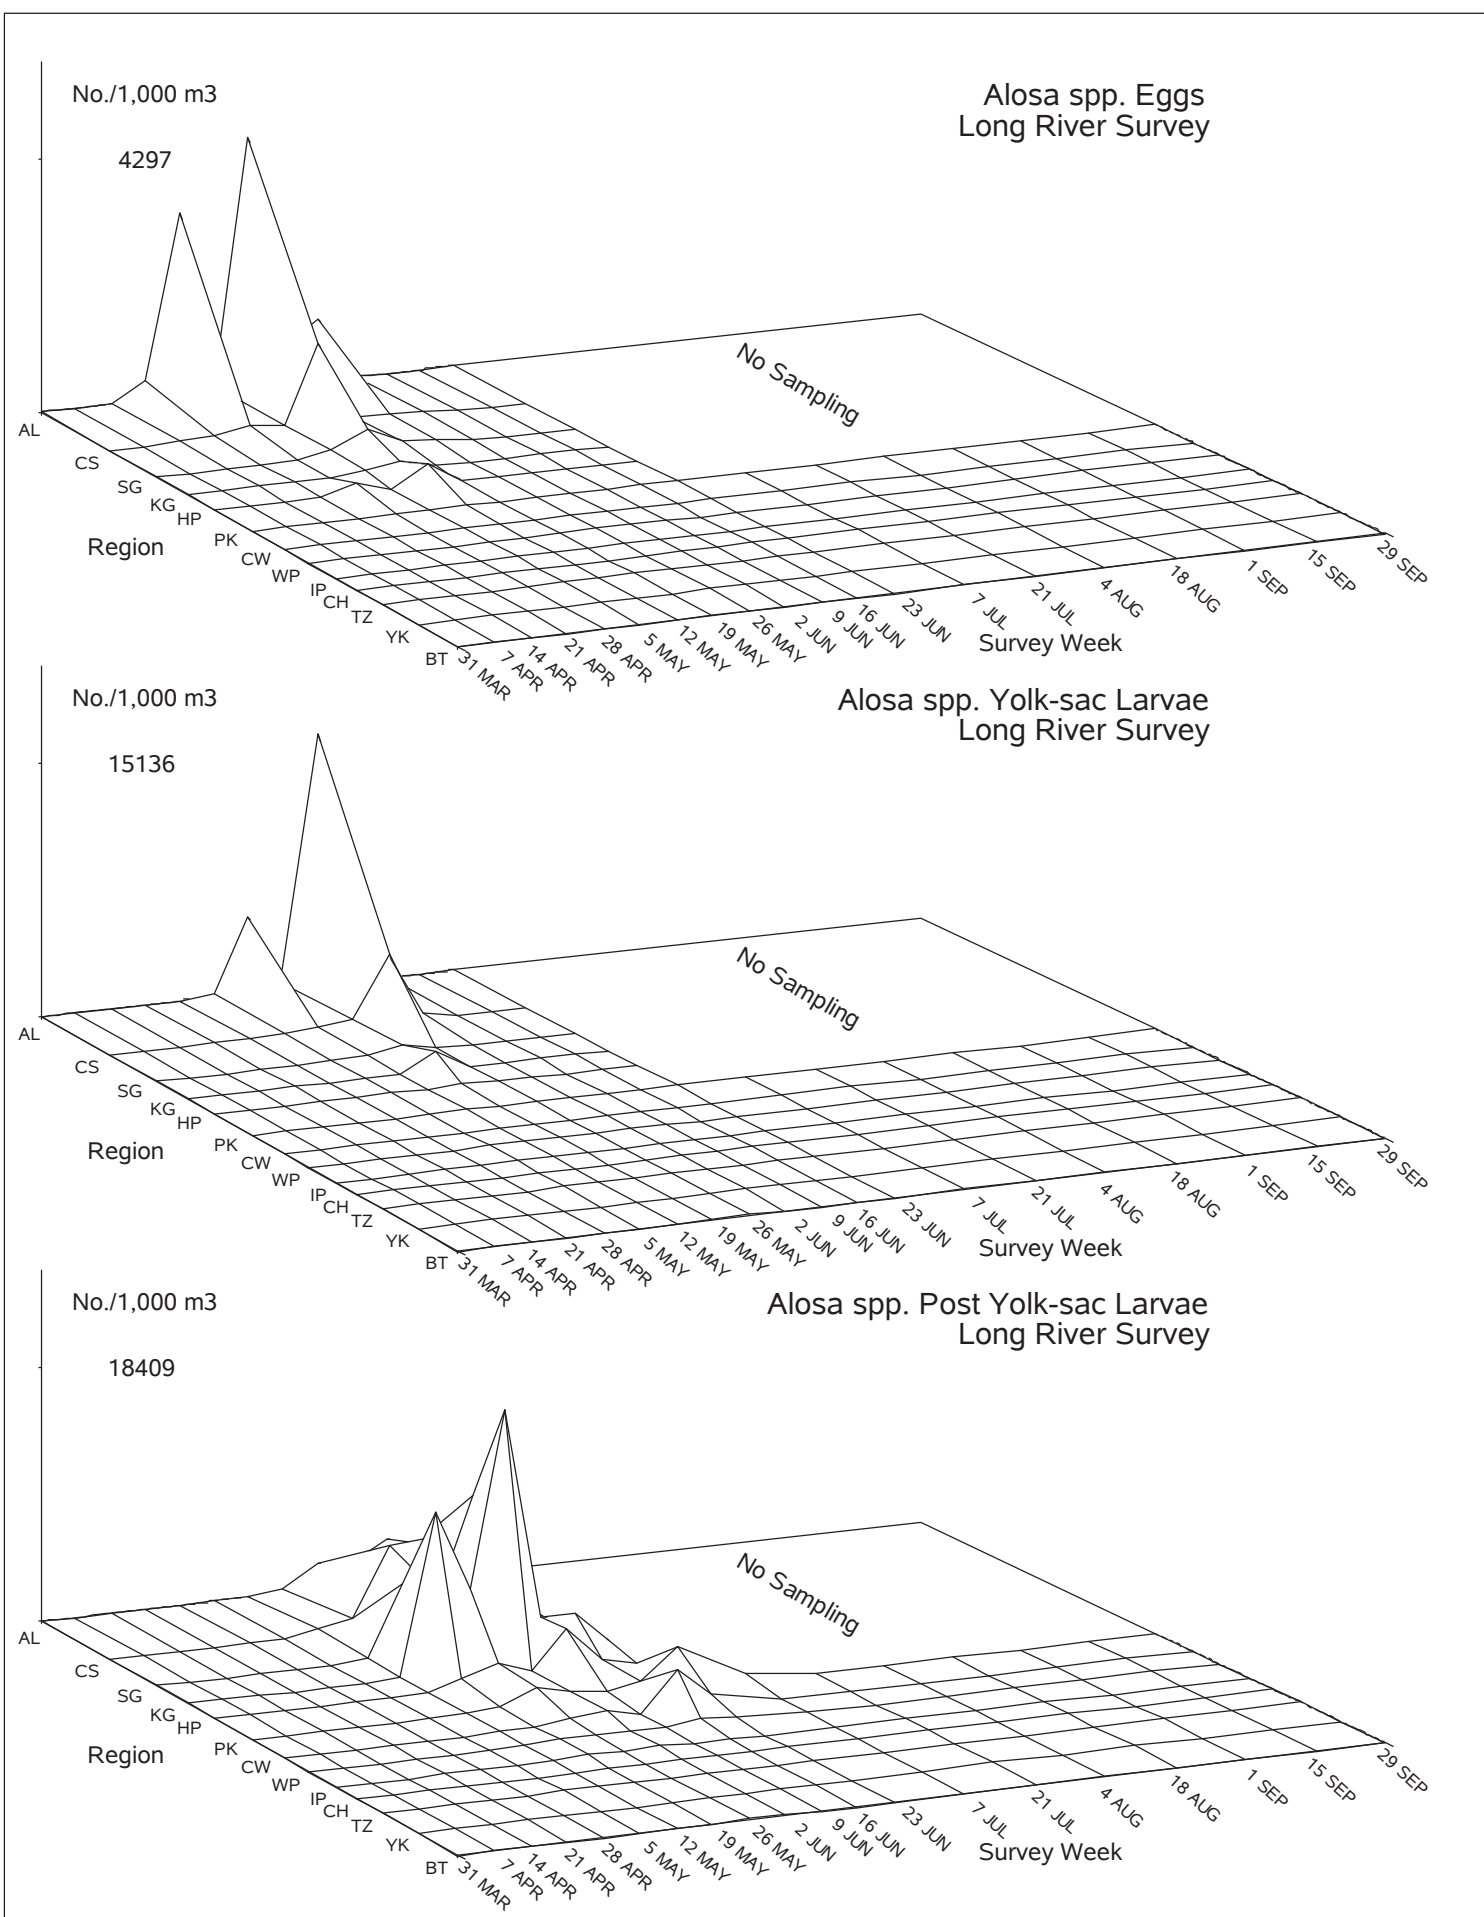 No./1,000 m3
Alosa spp. Eggs
Long River Survey
4297
No Sampling
AL
CS
SG
KG
HP
PK
CW
WP
IP
CH
TZ
YK
BT
Region
31 MAR
7 APR
14 APR
21 APR
28 APR
5 MAY
12 MAY
19 MAY
26 MAY
2 JUN
9 JUN
16 JUN
23 JUN
7 JUL
21 JUL
4 AUG
18 AUG
1 SEP
15 SEP
29 SEP
Survey Week
No./1,000 m3
Alosa spp. Yolk-sac Larvae
Long River Survey
15136
No Sampling
AL
CS
SG
KG
HP
PK
CW
WP
IP
CH
TZ
YK
BT
Region
31 MAR
7 APR
14 APR
21 APR
28 APR
5 MAY
12 MAY
19 MAY
26 MAY
2 JUN
9 JUN
16 JUN
23 JUN
7 JUL
21 JUL
4 AUG
18 AUG
1 SEP
15 SEP
29 SEP
Survey Week
No./1,000 m3
Alosa spp. Post Yolk-sac Larvae
Long River Survey
18409
No Sampling
AL
CS
SG
KG
HP
PK
CW
WP
IP
CH
TZ
YK
BT
Region
31 MAR
7 APR
14 APR
21 APR
28 APR
5 MAY
12 MAY
19 MAY
26 MAY
2 JUN
9 JUN
16 JUN
23 JUN
7 JUL
21 JUL
4 AUG
18 AUG
1 SEP
15 SEP
29 SEP
Survey Week